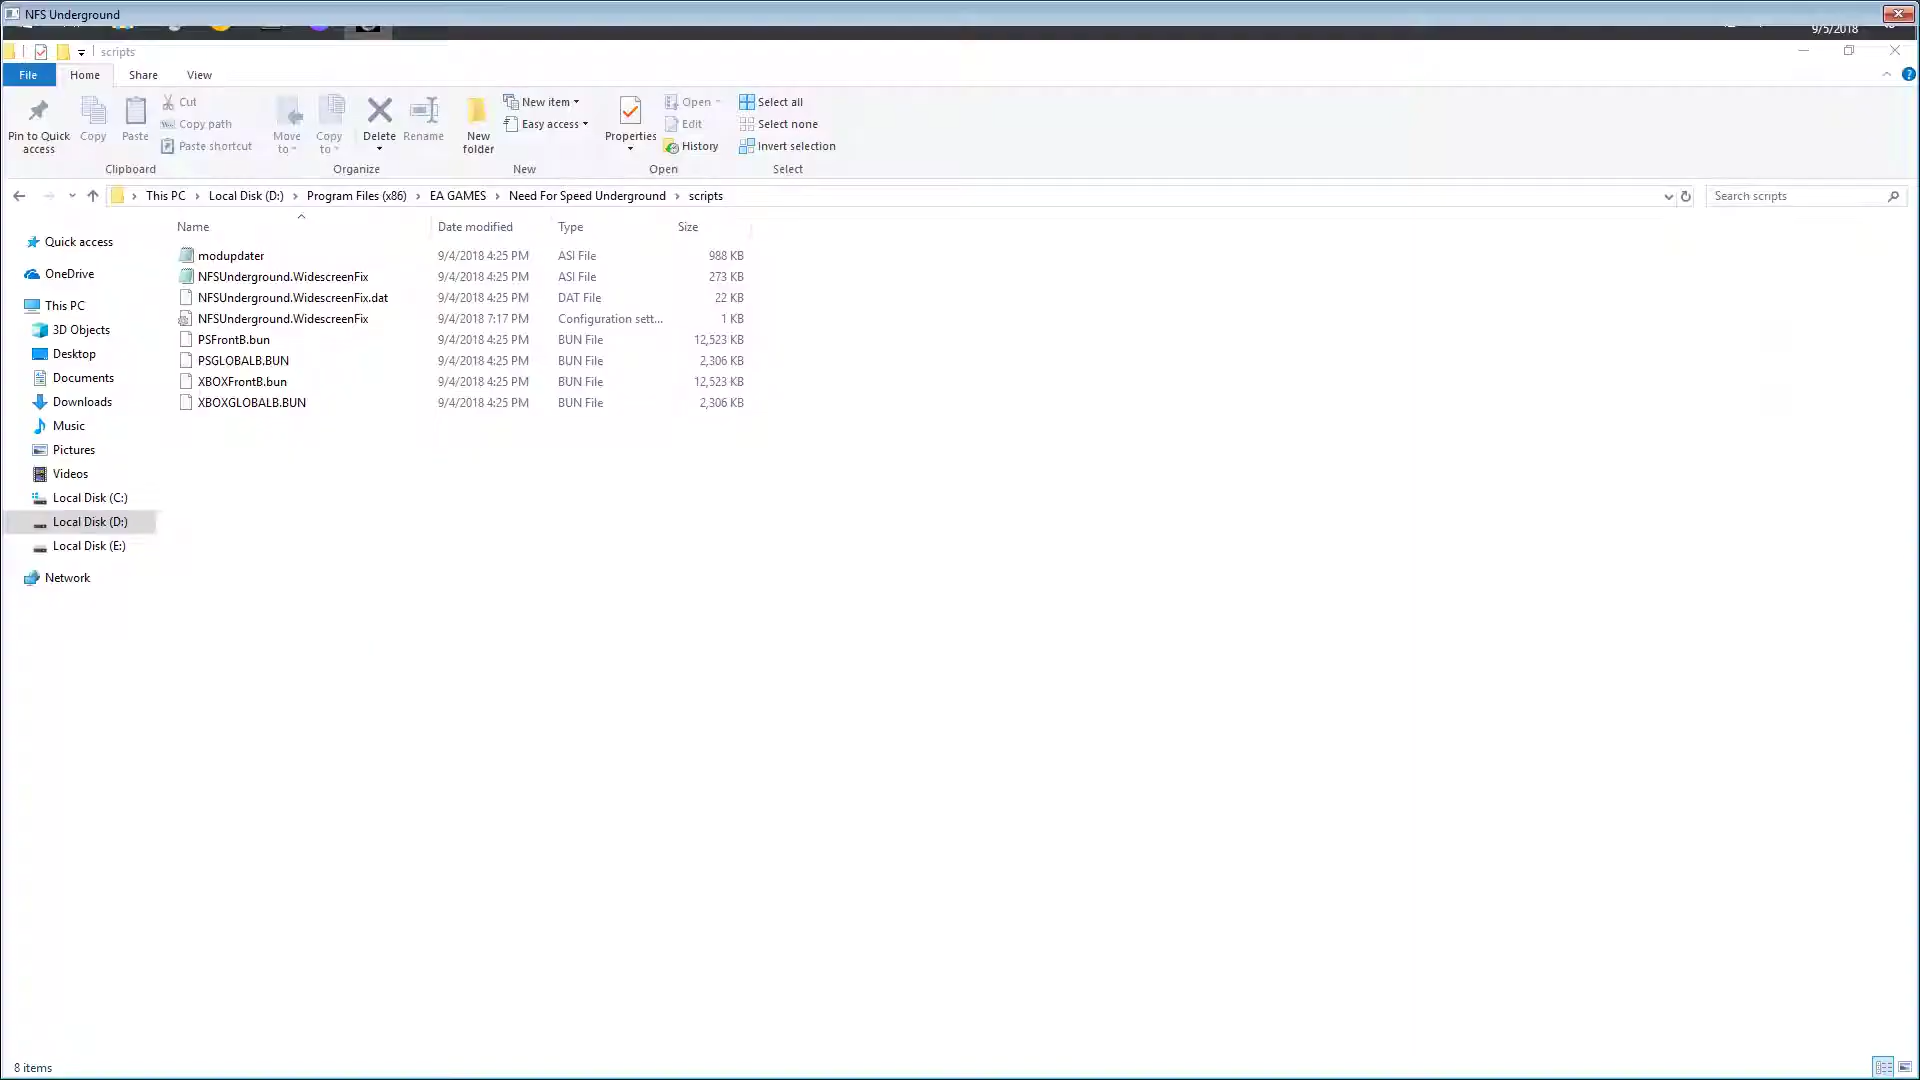 NFS Underground
9/5/2018
scripts
File Home Share View
Pin to Quick access
Copy
Paste
Cut
Copy path
Paste shortcut
Clipboard
Move to
Copy to
Delete
Rename
Organize
New folder
New item
Easy access
New
Properties
Open
Edit
History
Open
Select all
Select none
Invert selection
Select
This PC › Local Disk (D:) › Program Files (x86) › EA GAMES › Need For Speed Underground › scripts
Search scripts
Name Date modified Type Size
modupdater 9/4/2018 4:25 PM ASI File 988 KB
NFSUnderground.WidescreenFix 9/4/2018 4:25 PM ASI File 273 KB
NFSUnderground.WidescreenFix.dat 9/4/2018 4:25 PM DAT File 22 KB
NFSUnderground.WidescreenFix 9/4/2018 7:17 PM Configuration sett... 1 KB
PSFrontB.bun 9/4/2018 4:25 PM BUN File 12,523 KB
PSGLOBALB.BUN 9/4/2018 4:25 PM BUN File 2,306 KB
XBOXFrontB.bun 9/4/2018 4:25 PM BUN File 12,523 KB
XBOXGLOBALB.BUN 9/4/2018 4:25 PM BUN File 2,306 KB
Quick access
OneDrive
This PC
3D Objects
Desktop
Documents
Downloads
Music
Pictures
Videos
Local Disk (C:)
Local Disk (D:)
Local Disk (E:)
Network
8 items